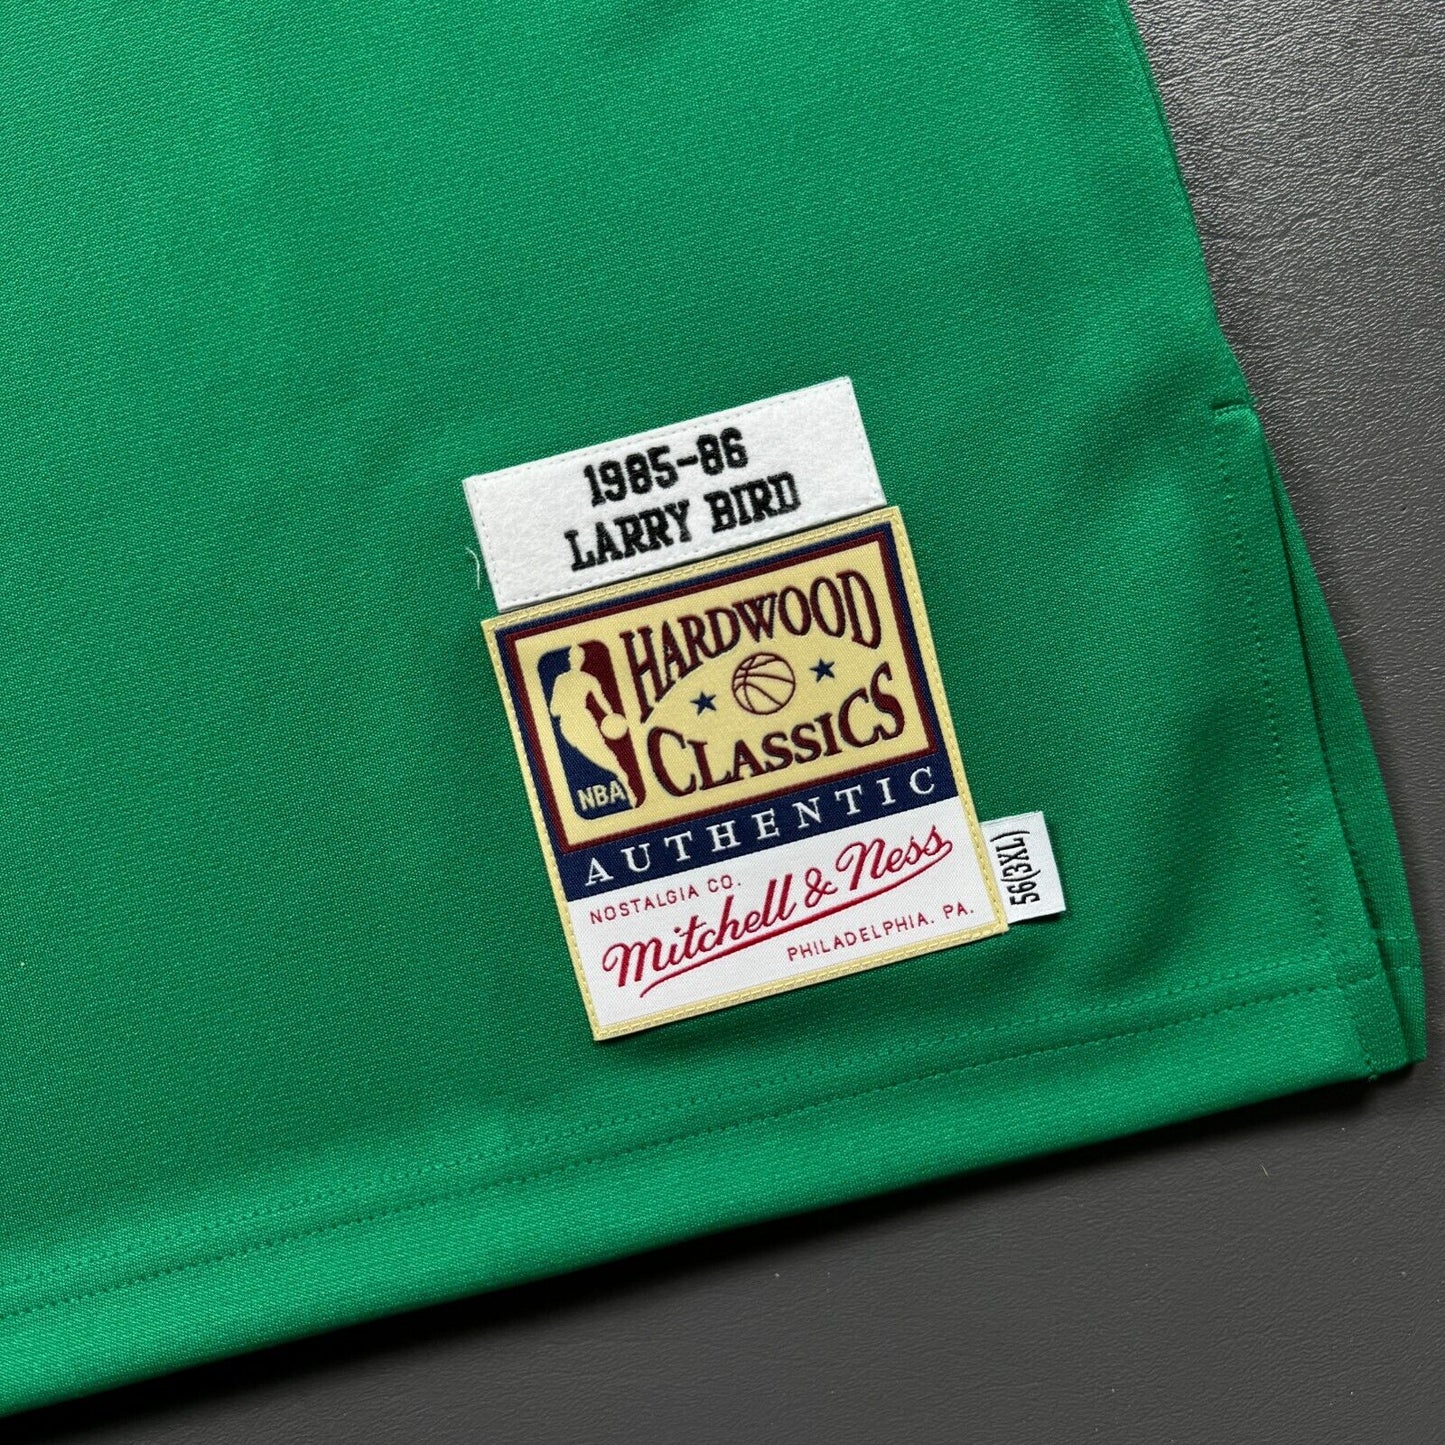 1985-86
LARRY BIRD
HARDWOOD
CLASSICS
NBA
AUTHENTIC
NOSTALGIA CO.
Mitchell & Ness
PHILADELPHIA, PA.
56(3XL)